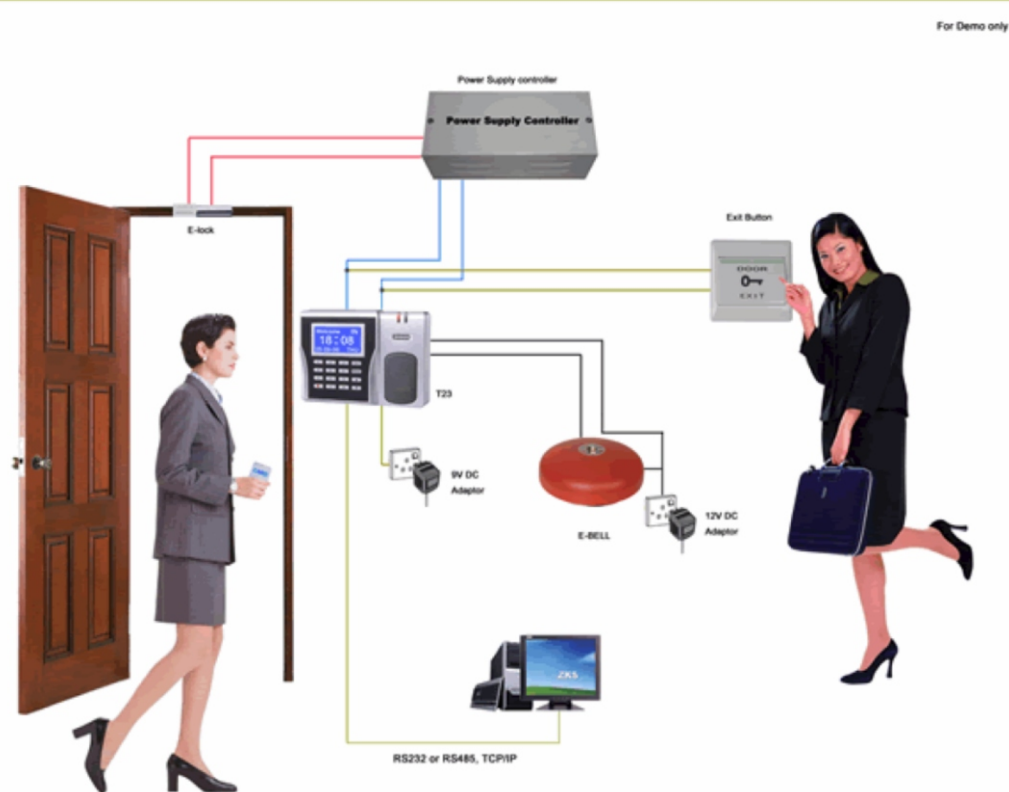 For Demo only
Power Supply controller
Power Supply Controller
Exit Button
E-lock
DOOR
EXIT
Welcome
18:08
T23
9V DC
Adaptor
12V DC
Adaptor
E-BELL
ZKS
RS232 or RS485, TCP/IP